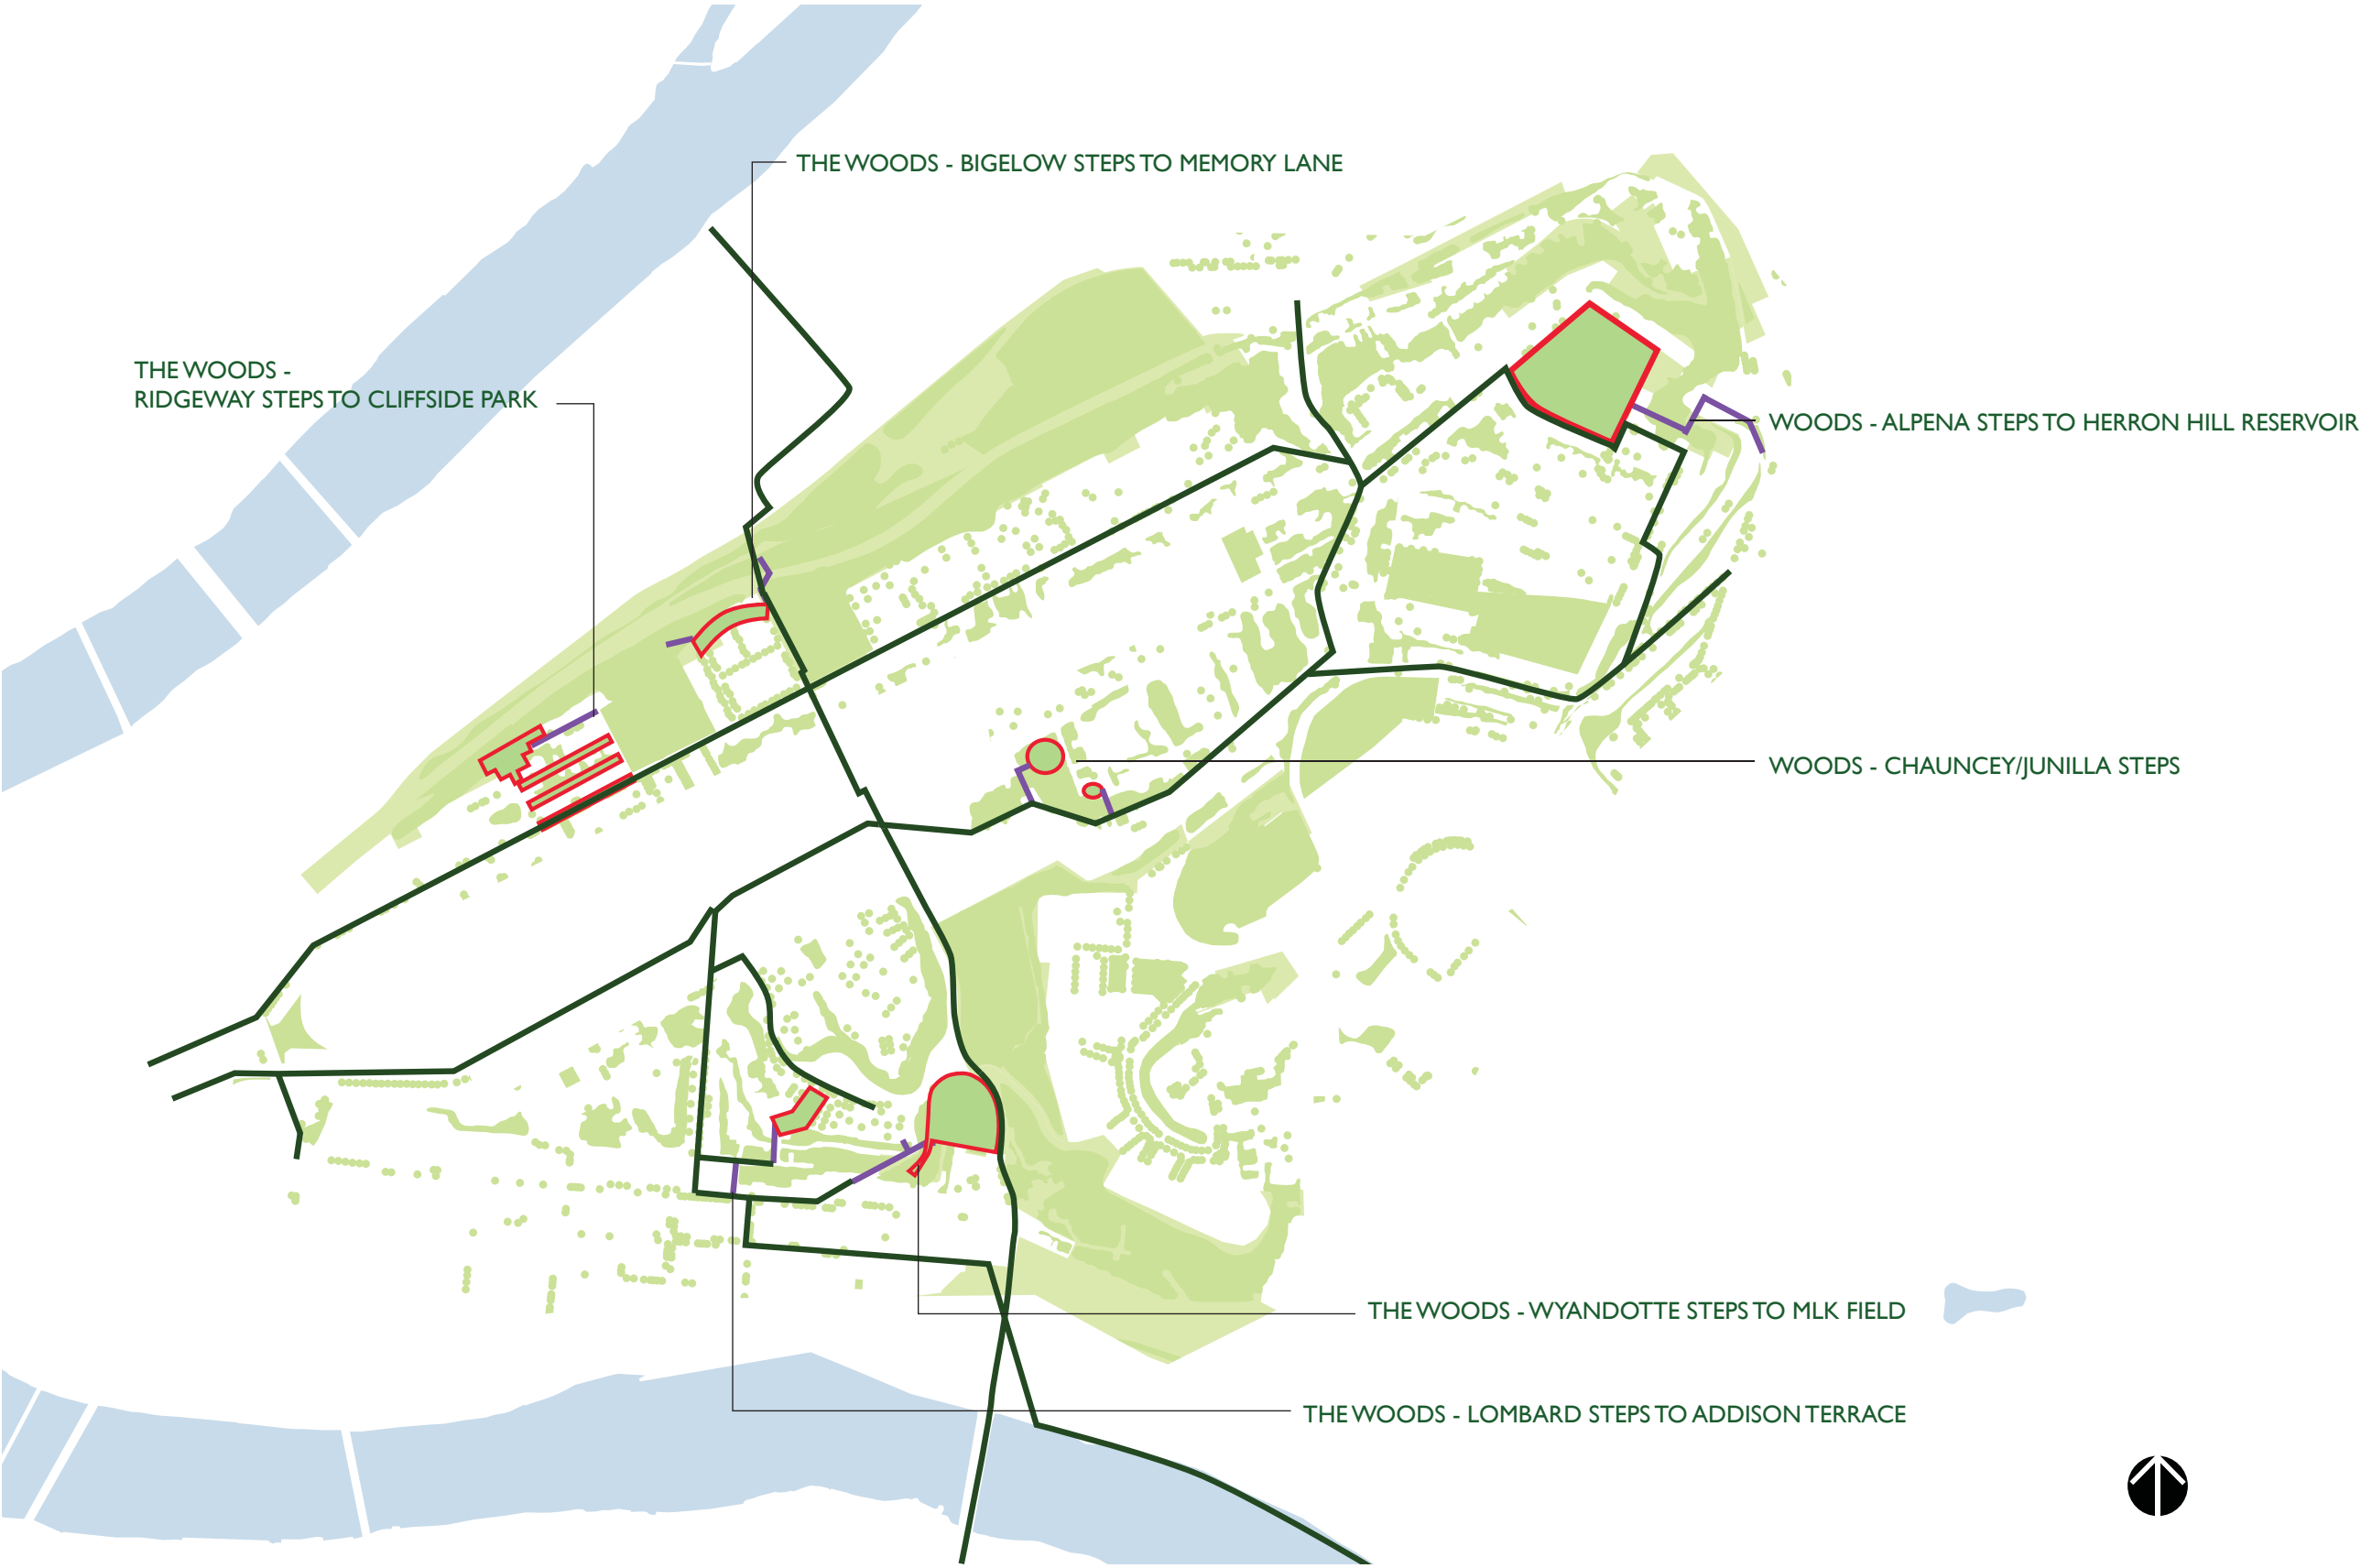 THE WOODS - BIGELOW STEPS TO MEMORY LANE
THE WOODS -
RIDGEWAY STEPS TO CLIFFSIDE PARK
WOODS - ALPENA STEPS TO HERRON HILL RESERVOIR
WOODS - CHAUNCEY/JUNILLA STEPS
THE WOODS - WYANDOTTE STEPS TO MLK FIELD
THE WOODS - LOMBARD STEPS TO ADDISON TERRACE